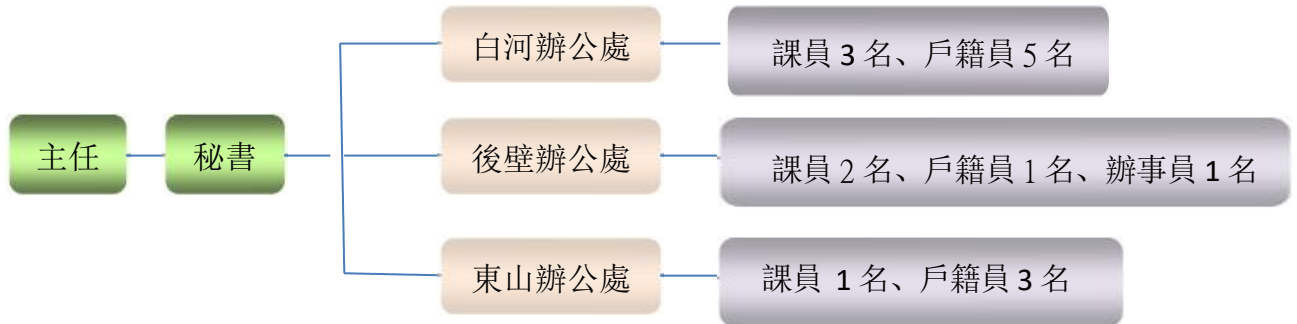 白河辦公處
課員 3 名、戶籍員 5 名
主任
秘書
後壁辦公處
課員 2 名、戶籍員 1 名、辦事員 1 名
東山辦公處
課員 1 名、戶籍員 3 名